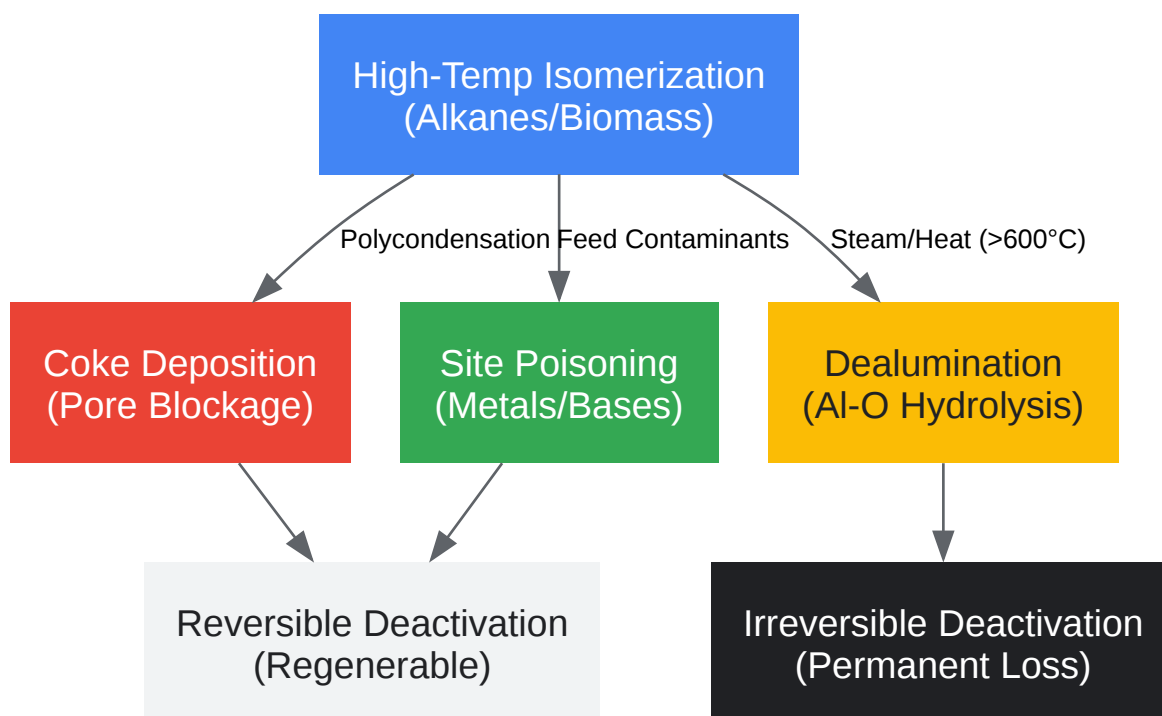 High-Temp Isomerization
(Alkanes/Biomass)
Polycondensation
Feed Contaminants
Steam/Heat (>600°C)
Coke Deposition
(Pore Blockage)
Site Poisoning
(Metals/Bases)
Dealumination
(Al-O Hydrolysis)
Reversible Deactivation
(Regenerable)
Irreversible Deactivation
(Permanent Loss)